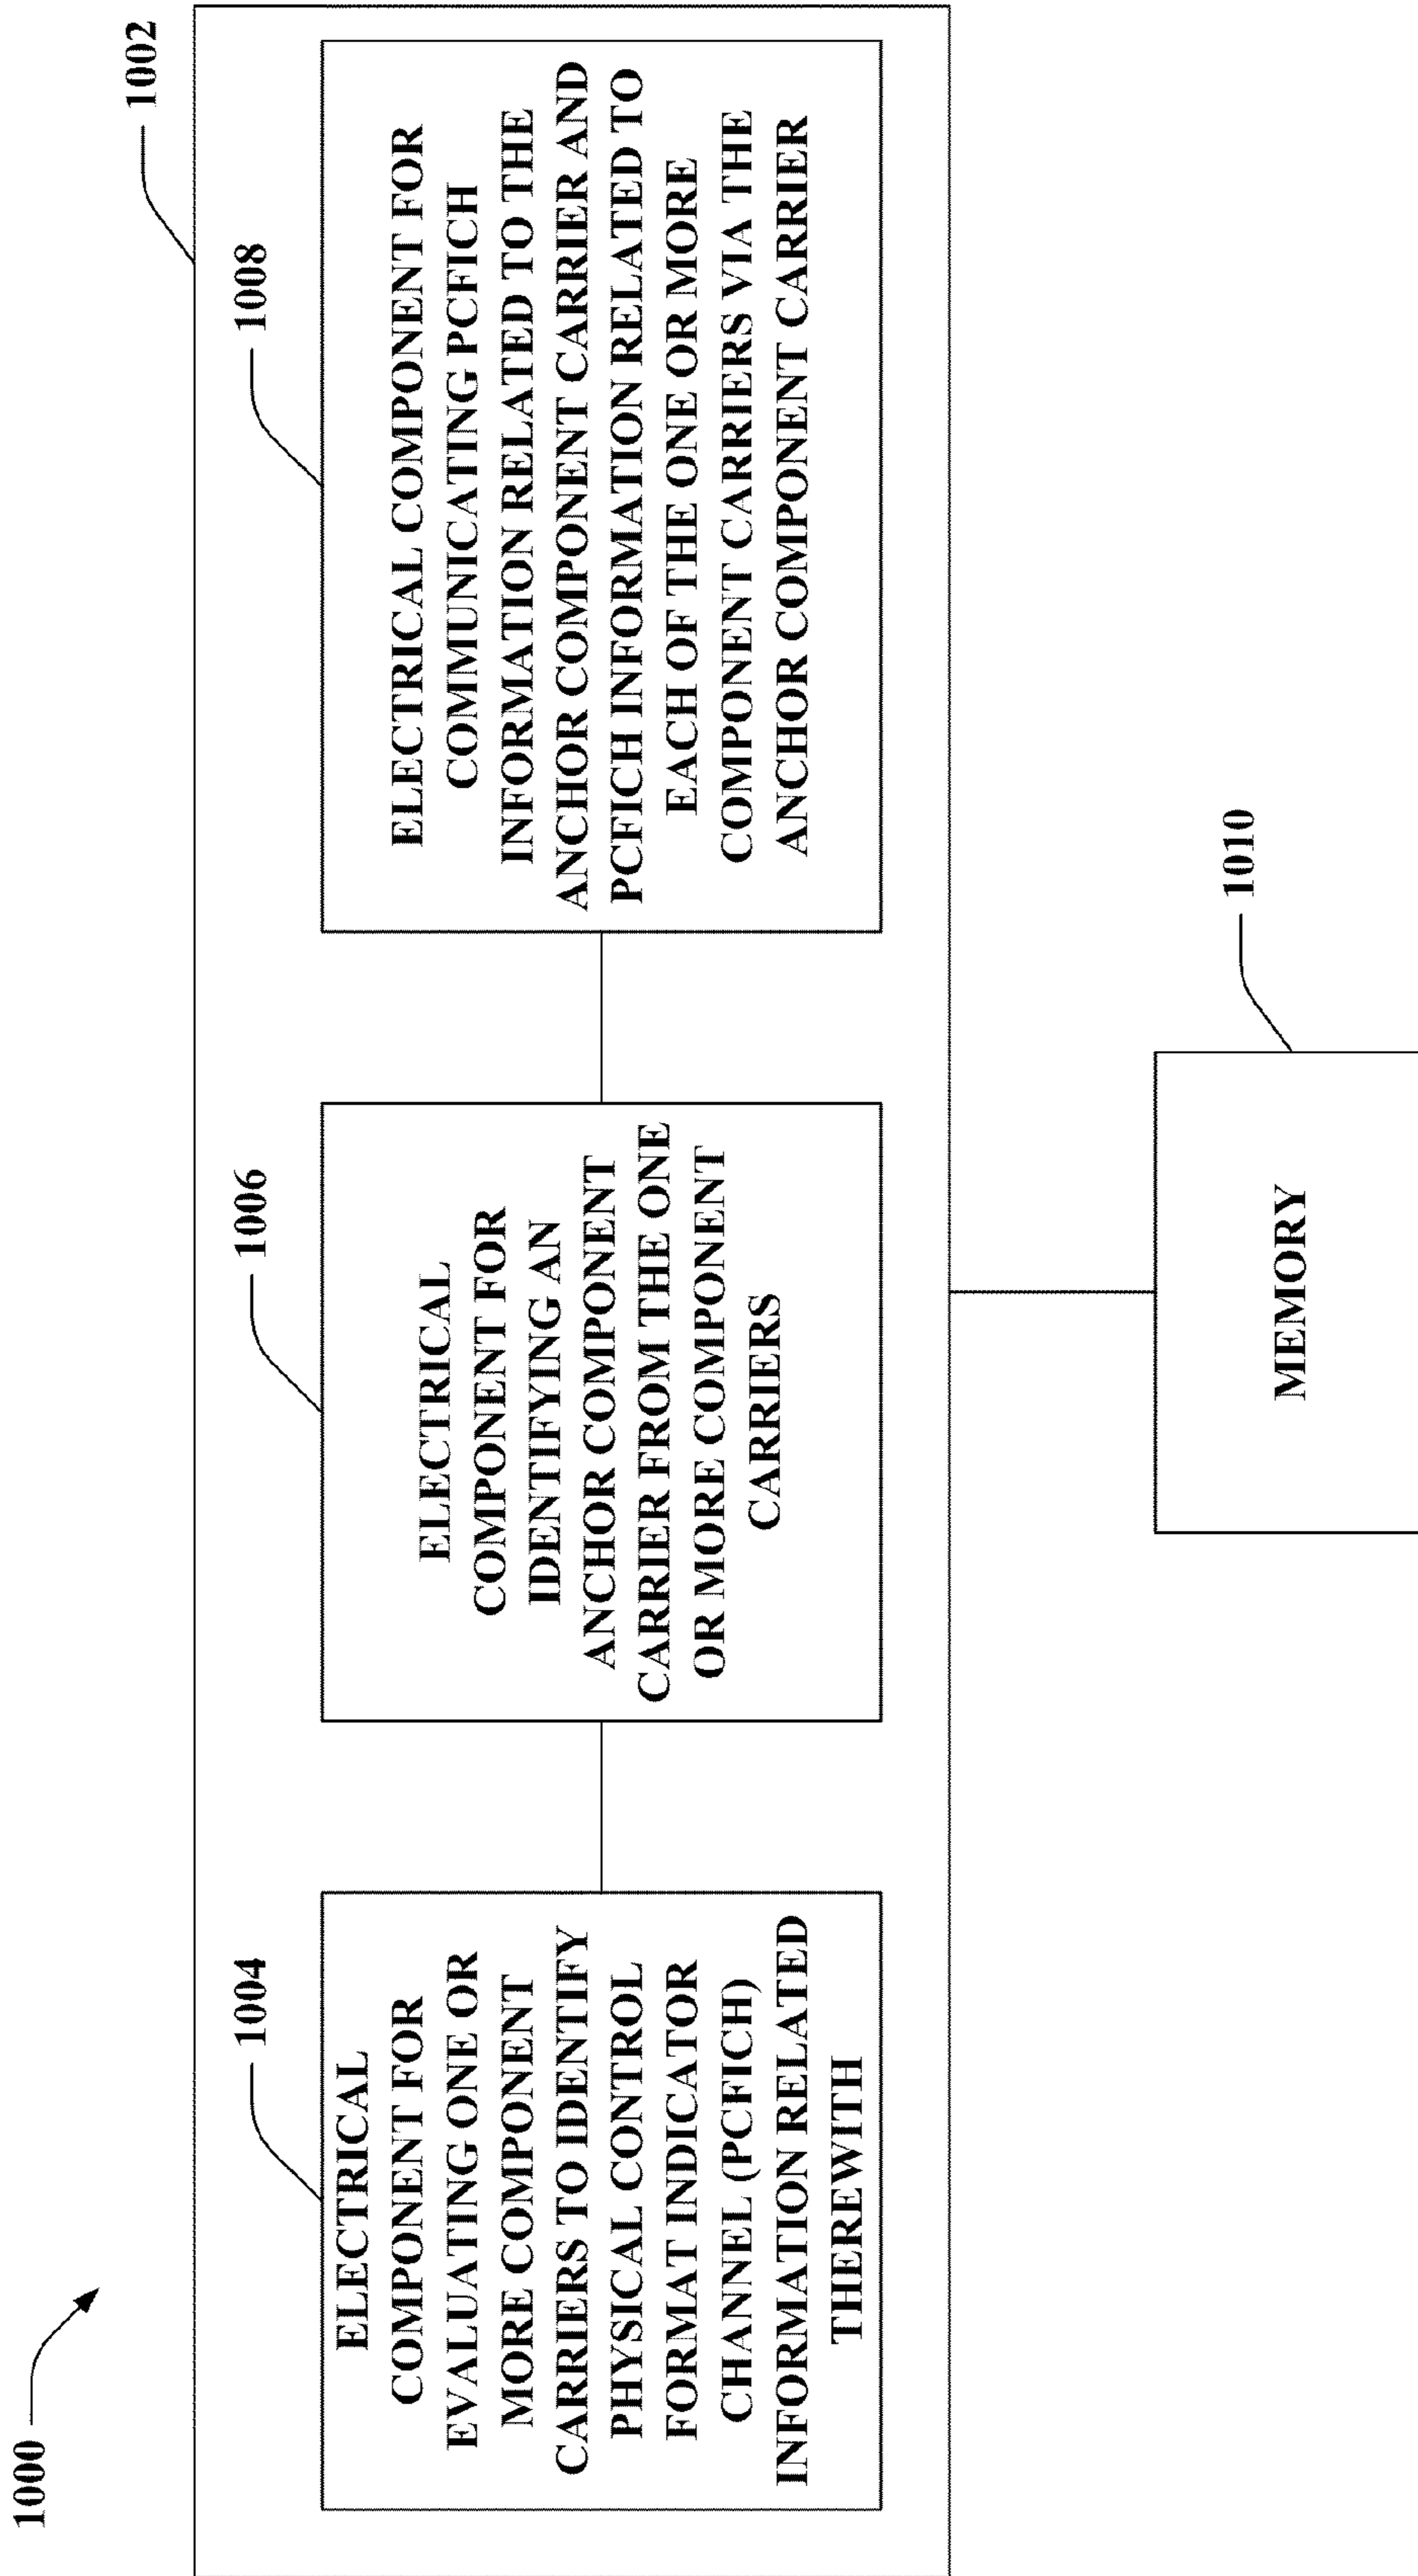 1000
1002
1004
ELECTRICAL
COMPONENT FOR
EVALUATING ONE OR
MORE COMPONENT
CARRIERS TO IDENTIFY
PHYSICAL CONTROL
FORMAT INDICATOR
CHANNEL (PCFICH)
INFORMATION RELATED
THEREWITH
1006
ELECTRICAL
COMPONENT FOR
IDENTIFYING AN
ANCHOR COMPONENT
CARRIER FROM THE ONE
OR MORE COMPONENT
CARRIERS
1008
ELECTRICAL COMPONENT FOR
COMMUNICATING PCFICH
INFORMATION RELATED TO THE
ANCHOR COMPONENT CARRIER AND
PCFICH INFORMATION RELATED TO
EACH OF THE ONE OR MORE
COMPONENT CARRIERS VIA THE
ANCHOR COMPONENT CARRIER
1010
MEMORY